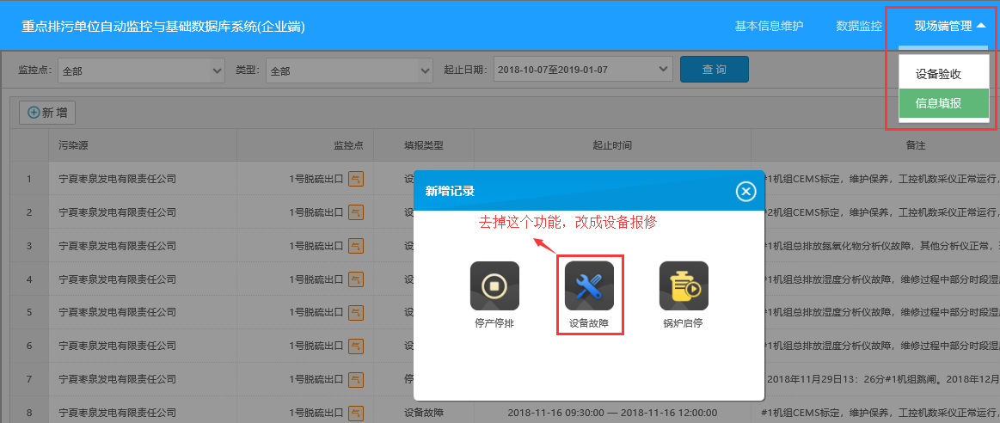 重点排污单位自动监控与基础数据库系统(企业端) 基本信息维护 数据监控 现场端管理
监控点: 全部 类型: 全部 起止日期: 2018-10-07至2019-01-07 查 询
设备验收
信息填报
新 增
污染源 监控点 填报类型 起止时间 备注
1 宁夏枣泉发电有限责任公司 1号脱硫出口 气 设 #1机组CEMS标定，维护保养，工控机数采仪正常运行，
2 宁夏枣泉发电有限责任公司 1号脱硫出口 气 设 #2机组CEMS标定，维护保养，工控机数采仪正常运行，
3 宁夏枣泉发电有限责任公司 1号脱硫出口 气 设 #1机组总排放氮氧化物分析仪故障，其他分析仪正常，
4 宁夏枣泉发电有限责任公司 1号脱硫出口 气 设 #1机组总排放湿度分析仪故障，维修过程中部分时段湿
5 宁夏枣泉发电有限责任公司 1号脱硫出口 气 设 #1机组总排放湿度分析仪故障，维修过程中部分时段湿
6 宁夏枣泉发电有限责任公司 1号脱硫出口 气 设 #1机组总排放湿度分析仪故障，维修过程中部分时段湿
7 宁夏枣泉发电有限责任公司 1号脱硫出口 气 停 2018年11月29日13：26分#1机组跳闸。2018年12月
8 宁夏枣泉发电有限责任公司 1号脱硫出口 气 设备故障 2018-11-16 09:30:00 — 2018-11-16 12:00:00 #1机组CEMS标定，维护保养，工控机数采仪正常运行，
新增记录
去掉这个功能，改成设备报修
停产停排 设备故障 锅炉启停